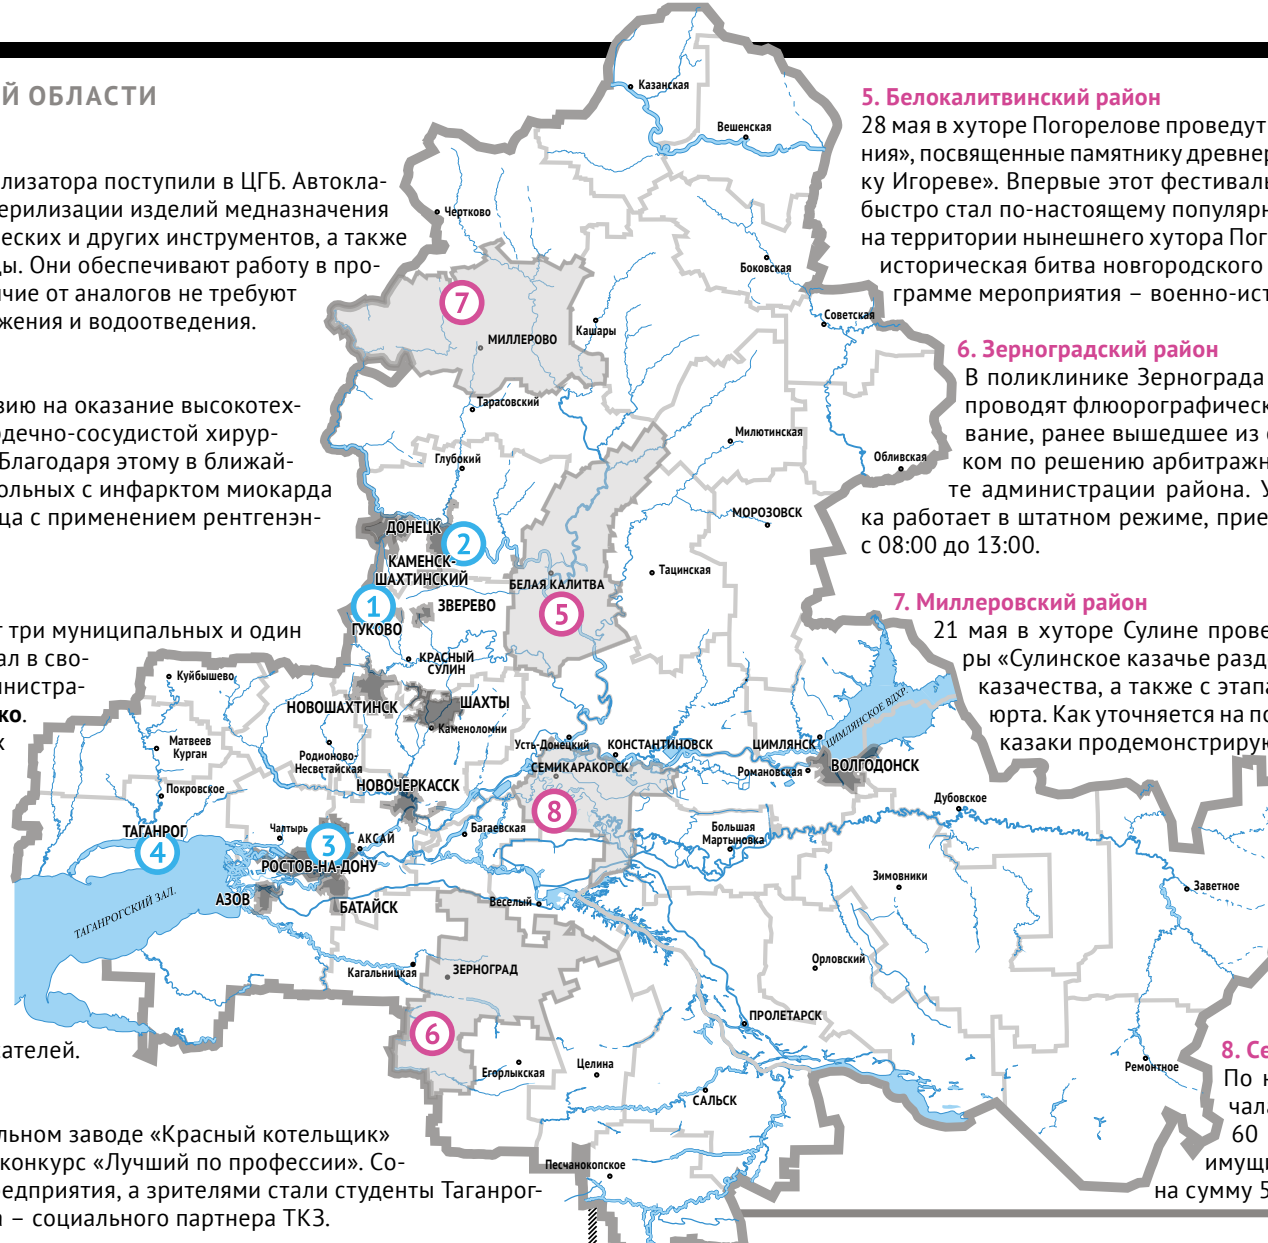 Й ОБЛАСТИ
лизатора поступили в ЦГБ. Автокла-
ерилизации изделий медназначения
еских и других инструментов, а также
ды. Они обеспечивают работу в про-
ичие от аналогов не требуют
жения и водоотведения.
зию на оказание высокотех-
рдечно-сосудистой хирур-
Благодаря этому в ближай-
ольных с инфарктом миокарда
ца с применением рентгенэн-
т три муниципальных и один
ал в сво-
нистра-
ко.
к
ателей.
льном заводе «Красный котельщик»
конкурс «Лучший по профессии». Со-
едприятия, а зрителями стали студенты Таганрог-
а – социального партнера ТКЗ.
Казанская
Вешенская
Чертково
Боковская
Советская
7
МИЛЛЕРОВО
Кашары
Тарасовский
Милютинская
Глубокий
Обливская
МОРОЗОВСК
ДОНЕЦК
2
КАМЕНСК-
ШАХТИНСКИЙ
Тацинская
БЕЛАЯ КАЛИТВА
5
1
ЗВЕРЕВО
ГУКОВО
КРАСНЫЙ
СУЛИН
Куйбышево
НОВОШАХТИНСК
ШАХТЫ
Каменоломни
Матвеев
Курган
Родионово-
Несветайская
Усть-Донецкий
КОНСТАНТИНОВСК
ЦИМЛЯНСК
ЦИМЛЯНСКОЕ ВДХР.
СЕМИКАРАКОРСК
Романовская
ВОЛГОДОНСК
Покровское
НОВОЧЕРКАССК
8
Дубовское
ТАГАНРОГ
4
Чалтырь
3
АКСАЙ
Багаевская
Большая
Мартыновка
РОСТОВ-НА-ДОНУ
Зимовники
Заветное
АЗОВ
БАТАЙСК
Веселый
ТАГАНРОГСКИЙ ЗАЛ.
Кагальницкая
ЗЕРНОГРАД
Орловский
6
ПРОЛЕТАРСК
Егорлыкская
Целина
Ремонтное
САЛЬСК
Песчанокопское
5. Белокалитвинский район
28 мая в хуторе Погорелове проведут
ния», посвященные памятнику древнер
ку Игореве». Впервые этот фестиваль
быстро стал по-настоящему популярн
на территории нынешнего хутора Пог
историческая битва новгородского
грамме мероприятия – военно-ист
6. Зерноградский район
В поликлинике Зернограда
проводят флюорографическ
вание, ранее вышедшее из с
ком по решению арбитражн
те администрации района. У
ка работает в штатном режиме, прие
с 08:00 до 13:00.
7. Миллеровский район
21 мая в хуторе Сулине прове
ры «Сулинское казачье разд
казачества, а также с этапа
юрта. Как уточняется на по
казаки продемонстрирую
8. Се
По н
чала
60
имущ
на сумму 5